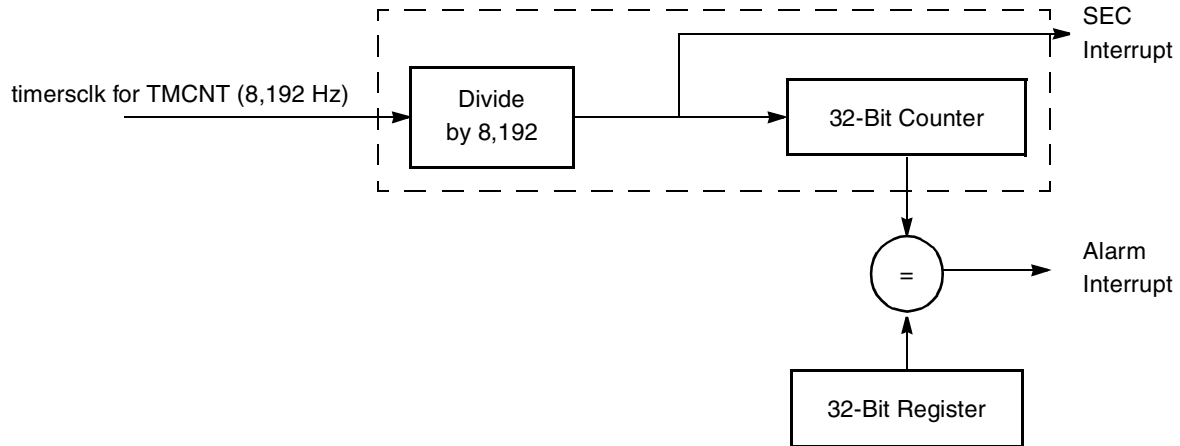 SEC
Interrupt
timersclk for TMCNT (8,192 Hz)
Divide
by 8,192
32-Bit Counter
=
Alarm
Interrupt
32-Bit Register